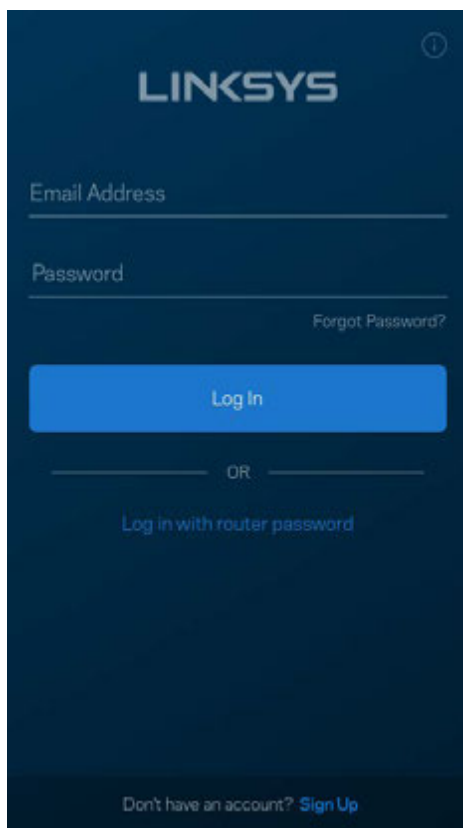 LINKSYS
Email Address
Password
Forgot Password?
Log In
OR
Log in with router password
Don't have an account? Sign Up